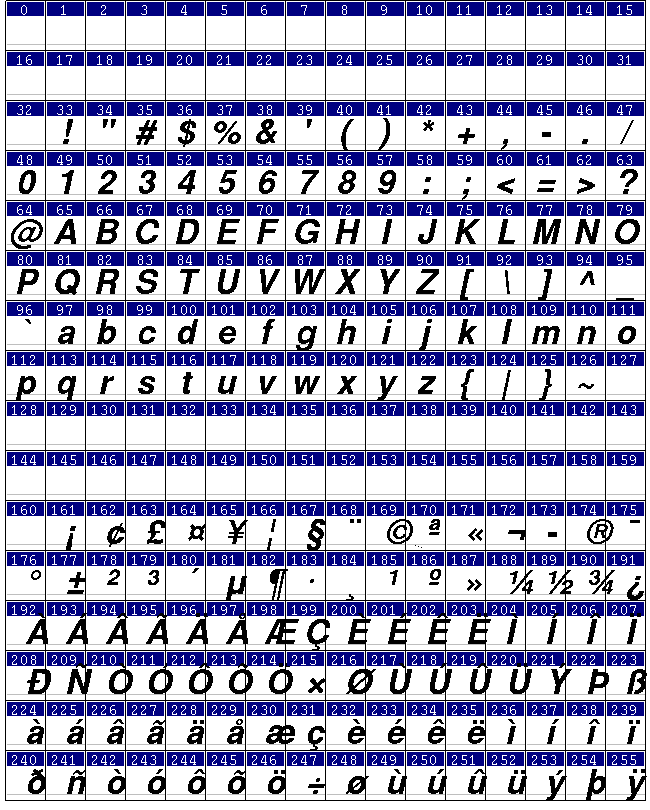 0 1 2 3 4 5 6 7 8 9 10 11 12 13 14 15
16 17 18 19 20 21 22 23 24 25 26 27 28 29 30 31
32 33 34 35 36 37 38 39 40 41 42 43 44 45 46 47
! " # $ % & ' ( ) * + , - . /
48 49 50 51 52 53 54 55 56 57 58 59 60 61 62 63
0 1 2 3 4 5 6 7 8 9 : ; < = > ?
64 65 66 67 68 69 70 71 72 73 74 75 76 77 78 79
@ A B C D E F G H I J K L M N O
80 81 82 83 84 85 86 87 88 89 90 91 92 93 94 95
P Q R S T U V W X Y Z [ \ ] ^ _
96 97 98 99 100 101 102 103 104 105 106 107 108 109 110 111
` a b c d e f g h i j k l m n o
112 113 114 115 116 117 118 119 120 121 122 123 124 125 126 127
p q r s t u v w x y z { | } ~
128 129 130 131 132 133 134 135 136 137 138 139 140 141 142 143
144 145 146 147 148 149 150 151 152 153 154 155 156 157 158 159
160 161 162 163 164 165 166 167 168 169 170 171 172 173 174 175
¡ ¢ £ ¤ ¥ ¦ § ¨ © ª « ¬ - ® ¯
176 177 178 179 180 181 182 183 184 185 186 187 188 189 190 191
° ± ² ³ ´ µ ¶ · ¸ ¹ º » ¼ ½ ¾ ¿
192 193 194 195 196 197 198 199 200 201 202 203 204 205 206 207
À Á Â Ã Ä Å Æ Ç È É Ê Ë Ì Í Î Ï
208 209 210 211 212 213 214 215 216 217 218 219 220 221 222 223
Ð Ñ Ò Ó Ô Õ Ö × Ø Ù Ú Û Ü Ý Þ ß
224 225 226 227 228 229 230 231 232 233 234 235 236 237 238 239
à á â ã ä å æ ç è é ê ë ì í î ï
240 241 242 243 244 245 246 247 248 249 250 251 252 253 254 255
ð ñ ò ó ô õ ö ÷ ø ù ú û ü ý þ ÿ